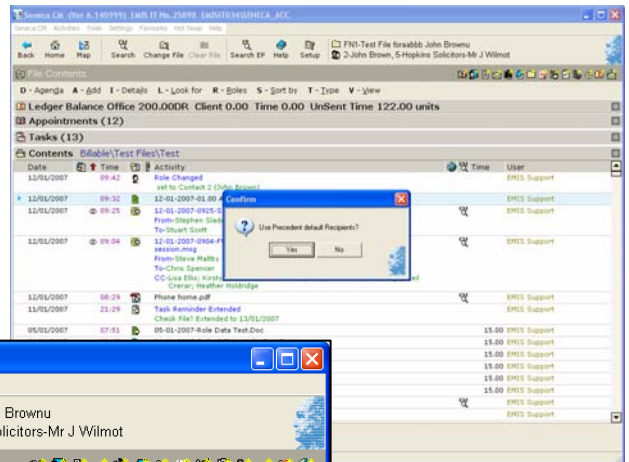 Seneca CM (Ver 6.140999) EMIS IT No.25890 EMISIT034\SENECA_ACC
Seneca CM Activities Tools Settings Favourite Hot Swap Help
Back Home Map Search Change File Clear File Search EP Help Setup
FN1-Test File foraabbb John Brownu
2-John Brown, 5-Hopkins Solicitors-Mr J Wilmot
File Contents
D - Agenda A - Add I - Details L - Look for R - Roles S - Sort by T - Type V - View
Ledger Balance Office 200.00DR Client 0.00 Time 0.00 UnSent Time 122.00 units
Appointments (12)
Tasks (13)
Contents Billable\Test Files\Test
Date Time Activity Time User
12/01/2007 09:42 Role Changed EMIS Support
set to Contact 2 (John Brown)
12/01/2007 09:32 12-01-2007-01.00 EMIS Support
12/01/2007 09:25 12-01-2007-0925-S EMIS Support
From-Stephen Slade
To-Stuart Scott
12/01/2007 09:04 12-01-2007-0904-F EMIS Support
session.msg
From-Steve Maltby
To-Chris Spencer
CC-Lisa Elks; Kirsty
Crerar; Heather Holdridge
12/01/2007 08:29 Phone home.pdf EMIS Support
11/01/2007 21:29 Task Reminder Extended EMIS Support
Check File? Extended to 13/01/2007
05/01/2007 07:51 05-01-2007-Role Data Test.Doc 15.00 EMIS Support
15.00 EMIS Support
15.00 EMIS Support
15.00 EMIS Support
15.00 EMIS Support
EMIS Support
EMIS Support
Confirm
Use Precedent default Recipients?
Yes No
Brownu
licitors-Mr J Wilmot